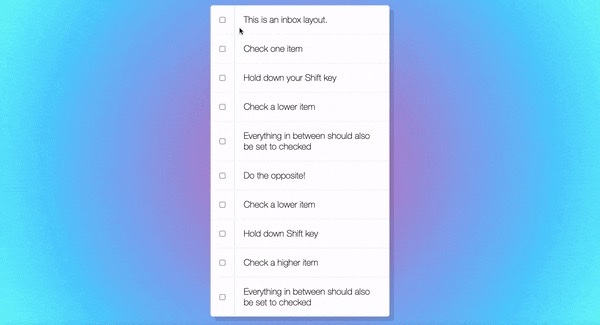 This is an inbox layout.
Check one item
Hold down your Shift key
Check a lower item
Everything in between should also
be set to checked
Do the opposite!
Check a lower item
Hold down Shift key
Check a higher item
Everything in between should also
be set to checked